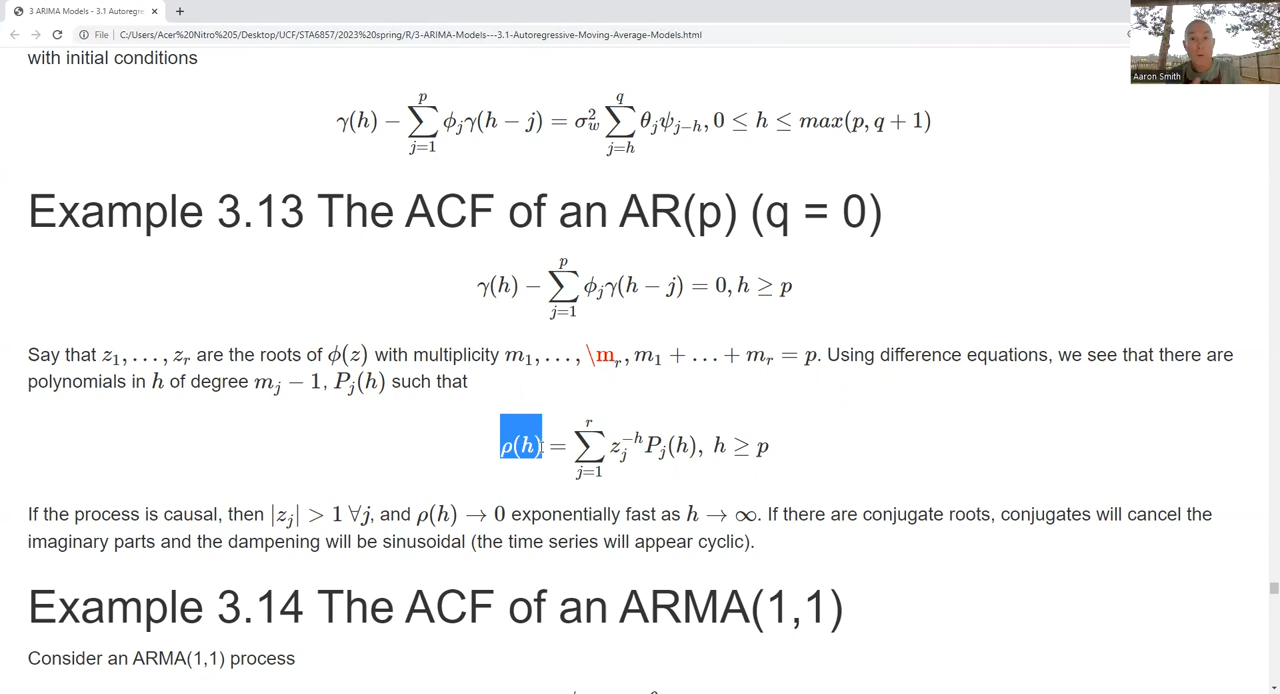 3 ARIMA Models - 3.1 Autoregre
File | C:/Users/Acer%20Nitro%205/Desktop/UCF/STA6857/2023%20spring/R/3-ARIMA-Models---3.1-Autoregressive-Moving-Average-Models.html
Aaron Smith
with initial conditions
γ(h) − ∑_{j=1}^{p} ϕ_jγ(h − j) = σ_w^2 ∑_{j=h}^{q} θ_jψ_{j−h}, 0 ≤ h ≤ max(p, q + 1)
Example 3.13 The ACF of an AR(p) (q = 0)
γ(h) − ∑_{j=1}^{p} ϕ_jγ(h − j) = 0, h ≥ p
Say that z_1, …, z_r are the roots of ϕ(z) with multiplicity m_1, …, \m_r, m_1 + … + m_r = p. Using difference equations, we see that there are
polynomials in h of degree m_j − 1, P_j(h) such that
ρ(h) = ∑_{j=1}^{r} z_j^{−h}P_j(h), h ≥ p
If the process is causal, then |z_j| > 1 ∀j, and ρ(h) → 0 exponentially fast as h → ∞. If there are conjugate roots, conjugates will cancel the
imaginary parts and the dampening will be sinusoidal (the time series will appear cyclic).
Example 3.14 The ACF of an ARMA(1,1)
Consider an ARMA(1,1) process